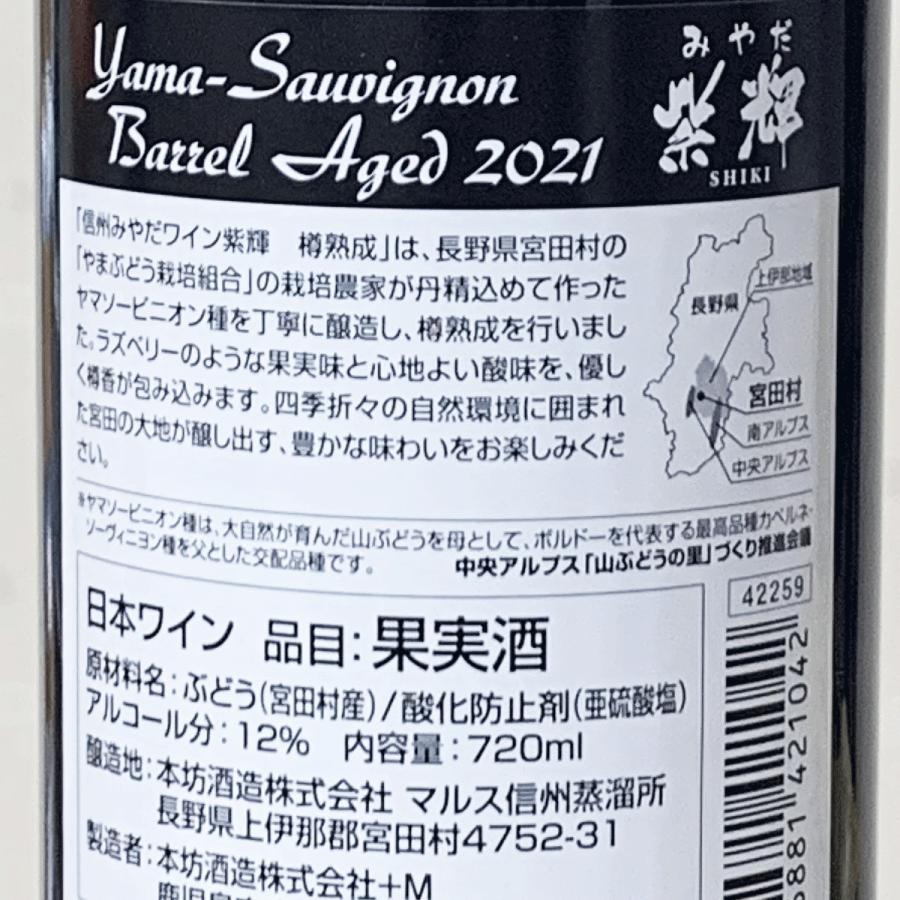 Yama-Sauvignon
Barrel Aged 2021
みやだ
紫輝
SHIKI
「信州みやだワイン紫輝　樽熟成」は、長野県宮田村の
「やまぶどう栽培組合」の栽培農家が丹精込めて作った
ヤマソービニオン種を丁寧に醸造し、樽熟成を行いまし
た。ラズベリーのような果実味と心地よい酸味を、優し
く樽香が包み込みます。四季折々の自然環境に囲まれ
た宮田の大地が醸し出す、豊かな味わいをお楽しみくだ
さい。
上伊那地域
長野県
宮田村
南アルプス
中央アルプス
※ヤマソービニオン種は、大自然が育んだ山ぶどうを母として、ボルドーを代表する最高品種カベルネ・
ソーヴィニヨン種を父とした交配品種です。
中央アルプス「山ぶどうの里」づくり推進会議
42259
日本ワイン 品目：果実酒
原材料名：ぶどう（宮田村産）/酸化防止剤（亜硫酸塩）
アルコール分：12% 内容量：720ml
醸造地：本坊酒造株式会社 マルス信州蒸溜所
長野県上伊那郡宮田村4752-31
製造者：本坊酒造株式会社+M
881 421042